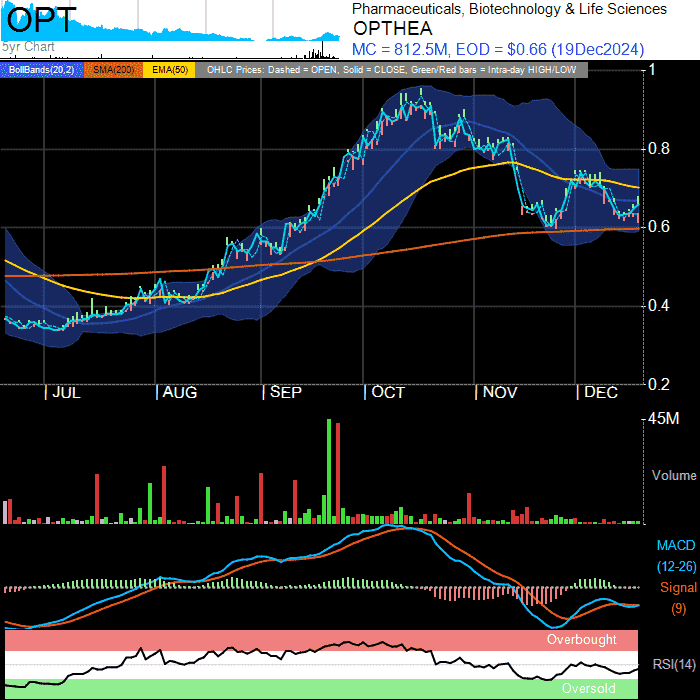 OPT
5yr Chart
Pharmaceuticals, Biotechnology & Life Sciences
OPTHEA
MC = 812.5M, EOD = $0.66 (19Dec2024)
BollBands(20,2) SMA(200) EMA(50) OHLC Prices: Dashed = OPEN, Solid = CLOSE, Green/Red bars = Intra-day HIGH/LOW
1
0.8
0.6
0.4
0.2
JUL AUG SEP OCT NOV DEC
45M
Volume
MACD
(12-26)
Signal
(9)
Overbought
RSI(14)
Oversold